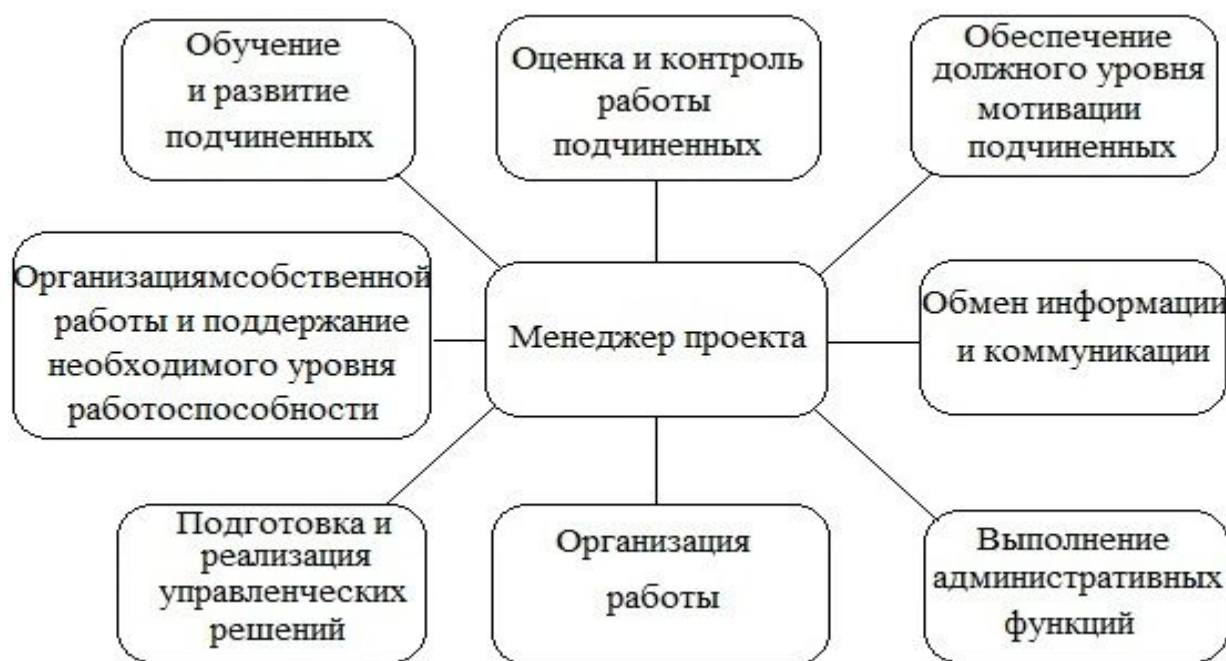 Обучение
и развитие
подчиненных
Оценка и контроль
работы
подчиненных
Обеспечение
должного уровня
мотивации
подчиненных
Организациямсобственной
работы и поддержание
необходимого уровня
работоспособности
Менеджер проекта
Обмен информации
и коммуникации
Подготовка и
реализация
управленческих
решений
Организация
работы
Выполнение
административных
функций